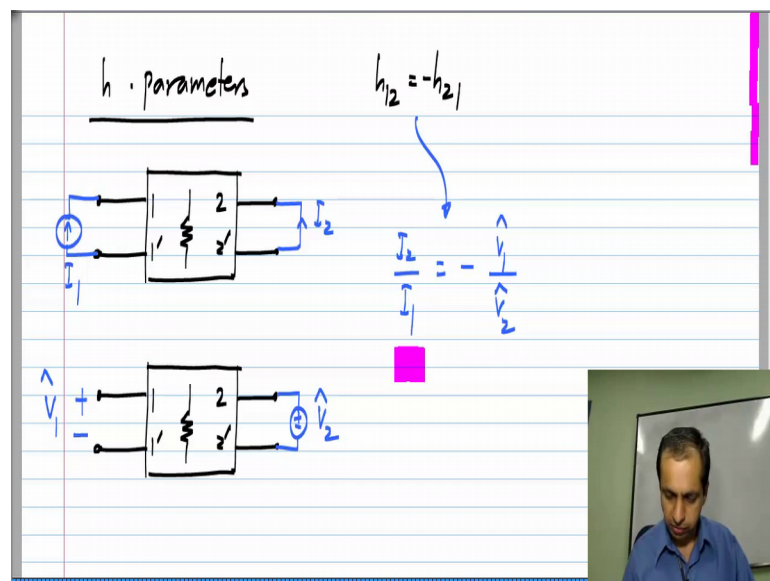 h . parameters
h12 = -h21
1 2
1' 2'
I1
I2
I2/I1 = - V̂1/V̂2
1 2
1' 2'
V̂1 + -
± V̂2